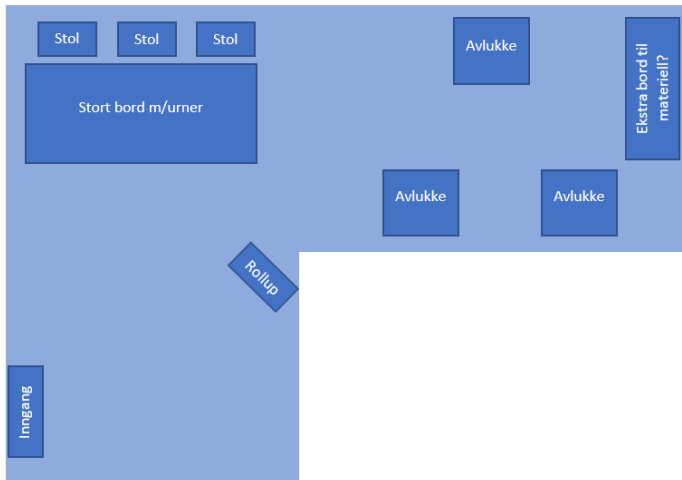 Stol
Stol
Stol
Stort bord m/urner
Avlukke
Ekstra bord til
materiell?
Avlukke
Avlukke
Rollup
Inngang